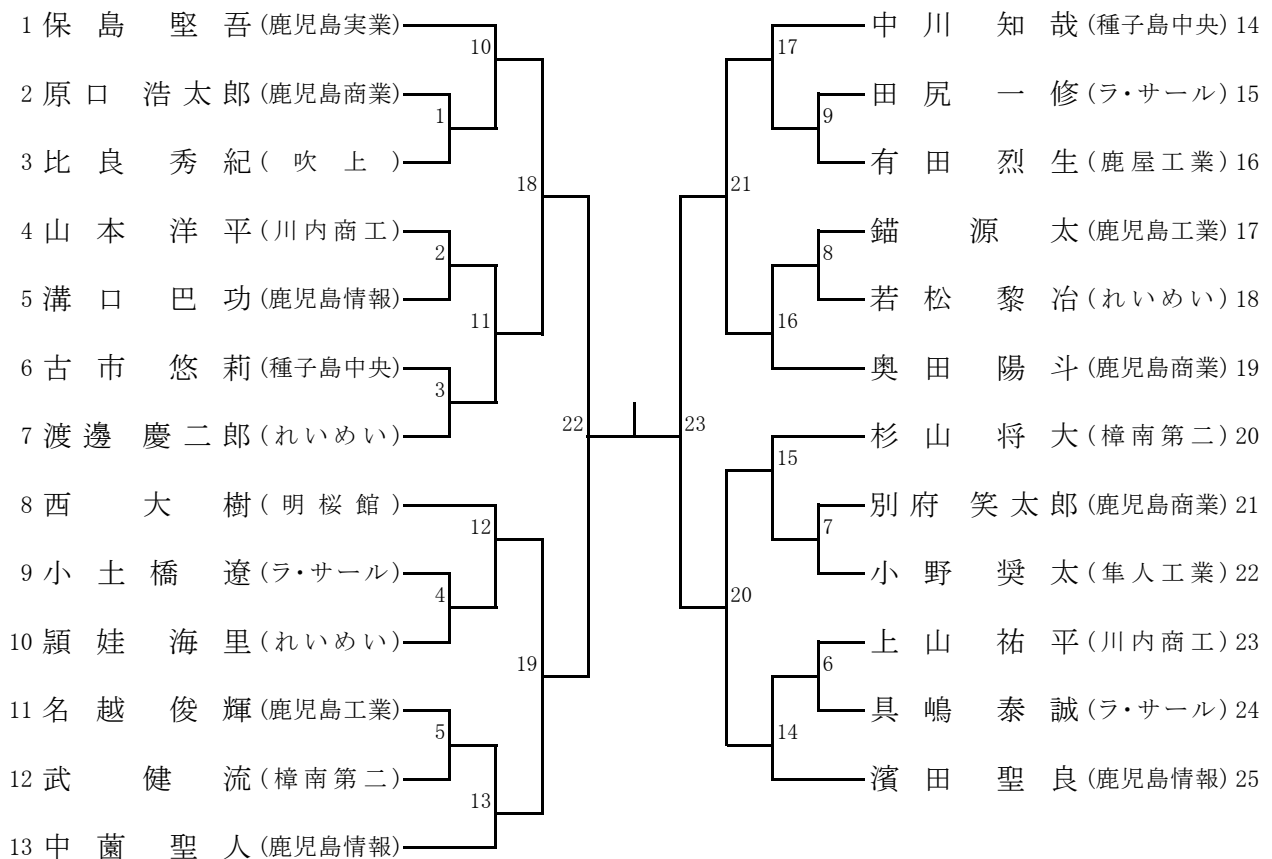 1 保島 堅吾 (鹿児島実業)
2 原口 浩太郎 (鹿児島商業)
3 比良 秀紀 (吹上)
4 山本 洋平 (川内商工)
5 溝口 巴功 (鹿児島情報)
6 古市 悠莉 (種子島中央)
7 渡邊 慶二郎 (れいめい)
8 西 大樹 (明桜館)
9 小土橋 遼 (ラ・サール)
10 頴娃 海里 (れいめい)
11 名越 俊輝 (鹿児島工業)
12 武 健流 (樟南第二)
13 中薗 聖人 (鹿児島情報)
10
1
18
2
11
3
22
12
4
19
5
13
中川 知哉 (種子島中央) 14
田尻 一修 (ラ・サール) 15
有田 烈生 (鹿屋工業) 16
錨 源太 (鹿児島工業) 17
若松 黎冶 (れいめい) 18
奥田 陽斗 (鹿児島商業) 19
杉山 将大 (樟南第二) 20
別府 笑太郎 (鹿児島商業) 21
小野 奨太 (隼人工業) 22
上山 祐平 (川内商工) 23
具嶋 泰誠 (ラ・サール) 24
濱田 聖良 (鹿児島情報) 25
17
9
21
8
16
23
15
7
20
6
14